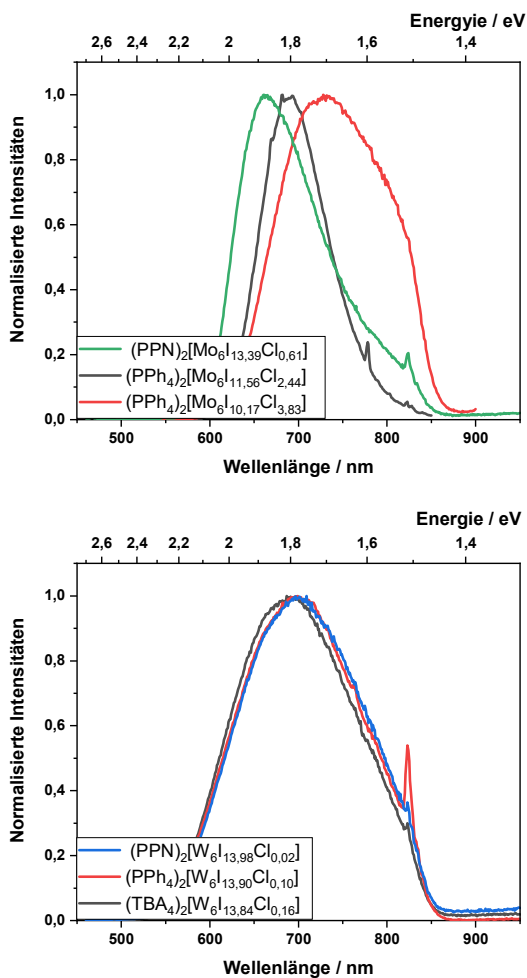 Energyie / eV
2,6 2,4 2,2 2 1,8 1,6 1,4
Normalisierte Intensitäten
1,0
0,8
0,6
0,4
0,2
0,0
(PPN)2[Mo6I13,39Cl0,61]
(PPh4)2[Mo6I11,56Cl2,44]
(PPh4)2[Mo6I10,17Cl3,83]
500 600 700 800 900
Wellenlänge / nm
Energie / eV
2,6 2,4 2,2 2 1,8 1,6 1,4
Normalisierte Intensitäten
1,0
0,8
0,6
0,4
0,2
0,0
(PPN)2[W6I13,98Cl0,02]
(PPh4)2[W6I13,90Cl0,10]
(TBA4)2[W6I13,84Cl0,16]
500 600 700 800 900
Wellenlänge / nm